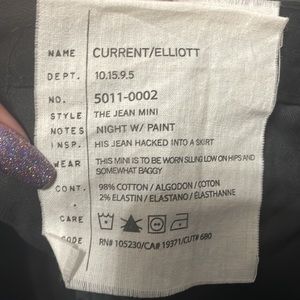 NAME CURRENT/ELLIOTT
DEPT. 10.15.9.5
NO. 5011-0002
STYLE THE JEAN MINI
NOTES NIGHT W/ PAINT
INSP. HIS JEAN HACKED INTO A SKIRT
WEAR THIS MINI IS TO BE WORN SLUNG LOW ON HIPS AND
SOMEWHAT BAGGY
CONT. 98% COTTON / ALGODON / COTON
2% ELASTIN / ELASTANO / ELASTHANNE
CARE
CODE RN# 105230/CA# 19371/CUT# 680